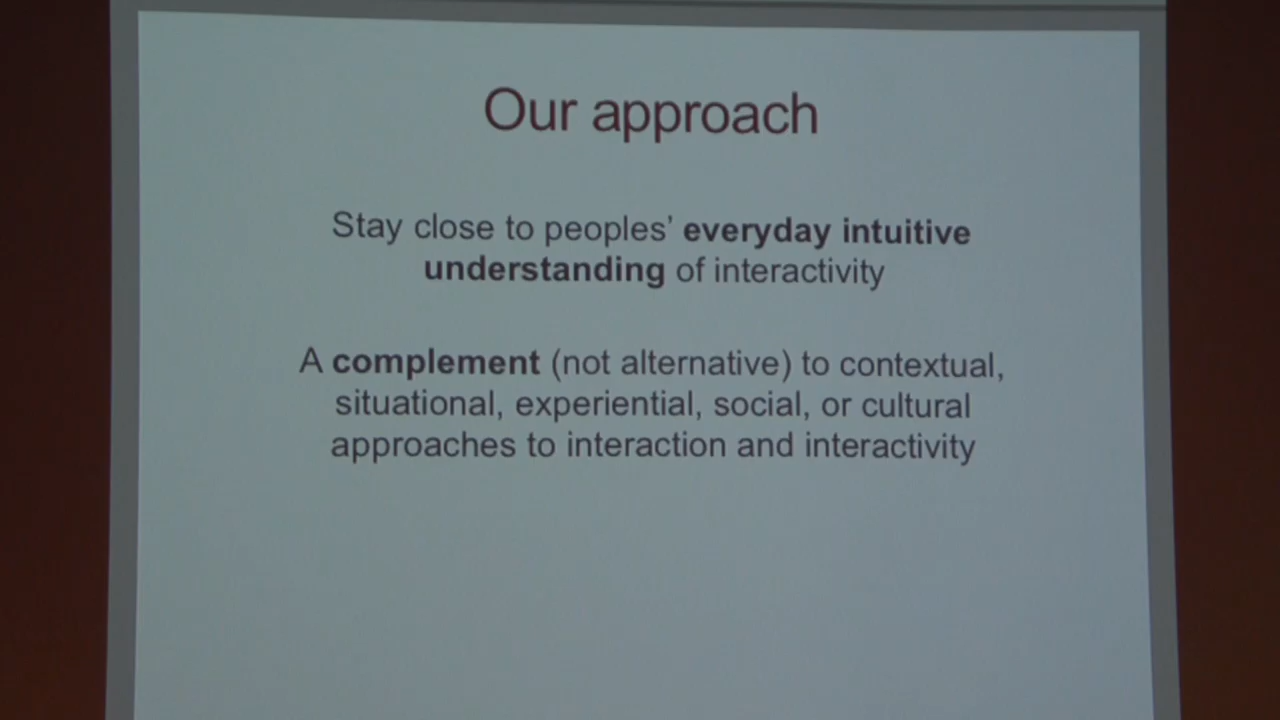 Our approach
Stay close to peoples' everyday intuitive
understanding of interactivity
A complement (not alternative) to contextual,
situational, experiential, social, or cultural
approaches to interaction and interactivity